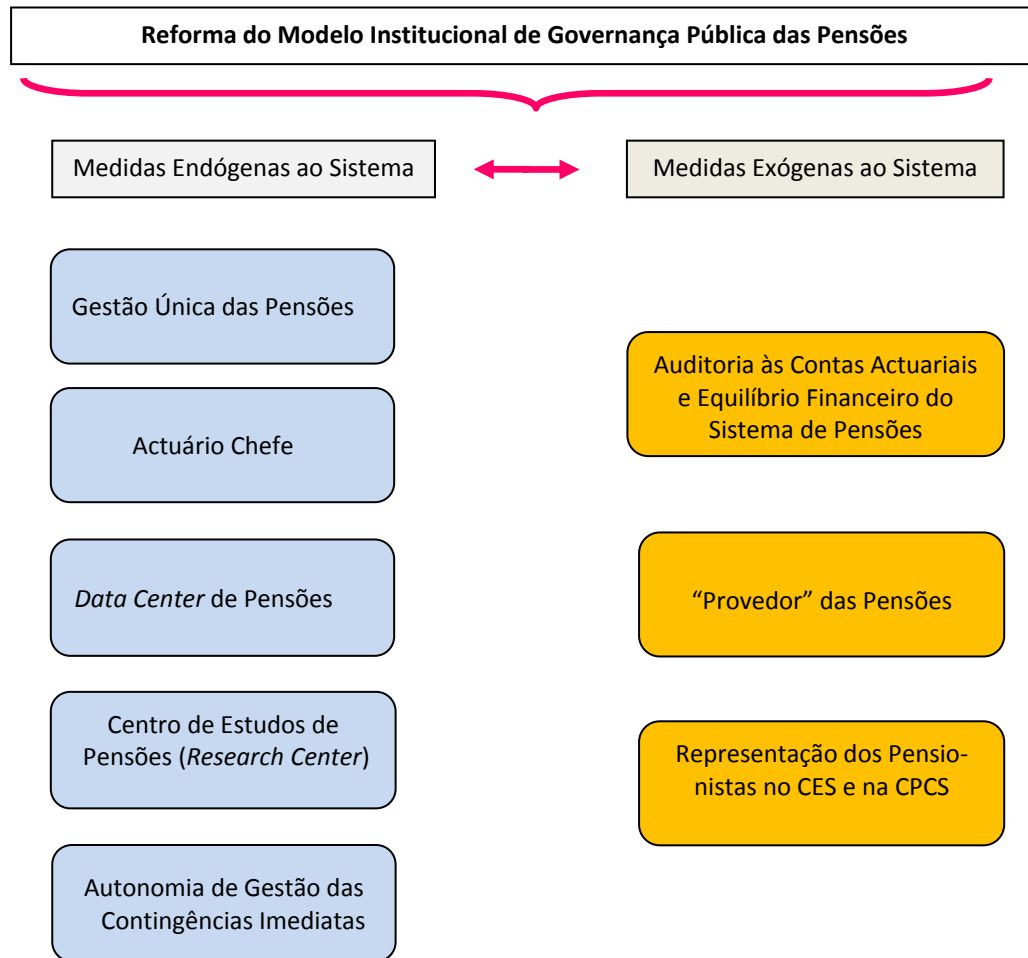 Reforma do Modelo Institucional de Governança Pública das Pensões
Medidas Endógenas ao Sistema
Medidas Exógenas ao Sistema
Gestão Única das Pensões
Actuário Chefe
Data Center de Pensões
Centro de Estudos de
Pensões (Research Center)
Autonomia de Gestão das
Contingências Imediatas
Auditoria às Contas Actuariais
e Equilíbrio Financeiro do
Sistema de Pensões
“Provedor” das Pensões
Representação dos Pensio-
nistas no CES e na CPCS